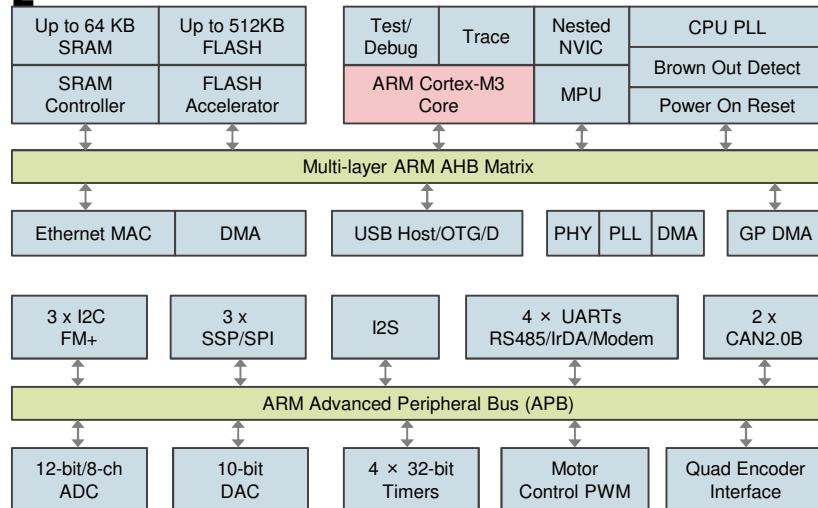 Up to 64 KB
SRAM
Up to 512KB
FLASH
Test/
Debug
Trace
Nested
NVIC
CPU PLL
Brown Out Detect
Power On Reset
SRAM
Controller
FLASH
Accelerator
ARM Cortex-M3
Core
MPU
Multi-layer ARM AHB Matrix
Ethernet MAC
DMA
USB Host/OTG/D
PHY
PLL
DMA
GP DMA
3 x I2C
FM+
3 x
SSP/SPI
I2S
4 × UARTs
RS485/IrDA/Modem
2 x
CAN2.0B
ARM Advanced Peripheral Bus (APB)
12-bit/8-ch
ADC
10-bit
DAC
4 × 32-bit
Timers
Motor
Control PWM
Quad Encoder
Interface